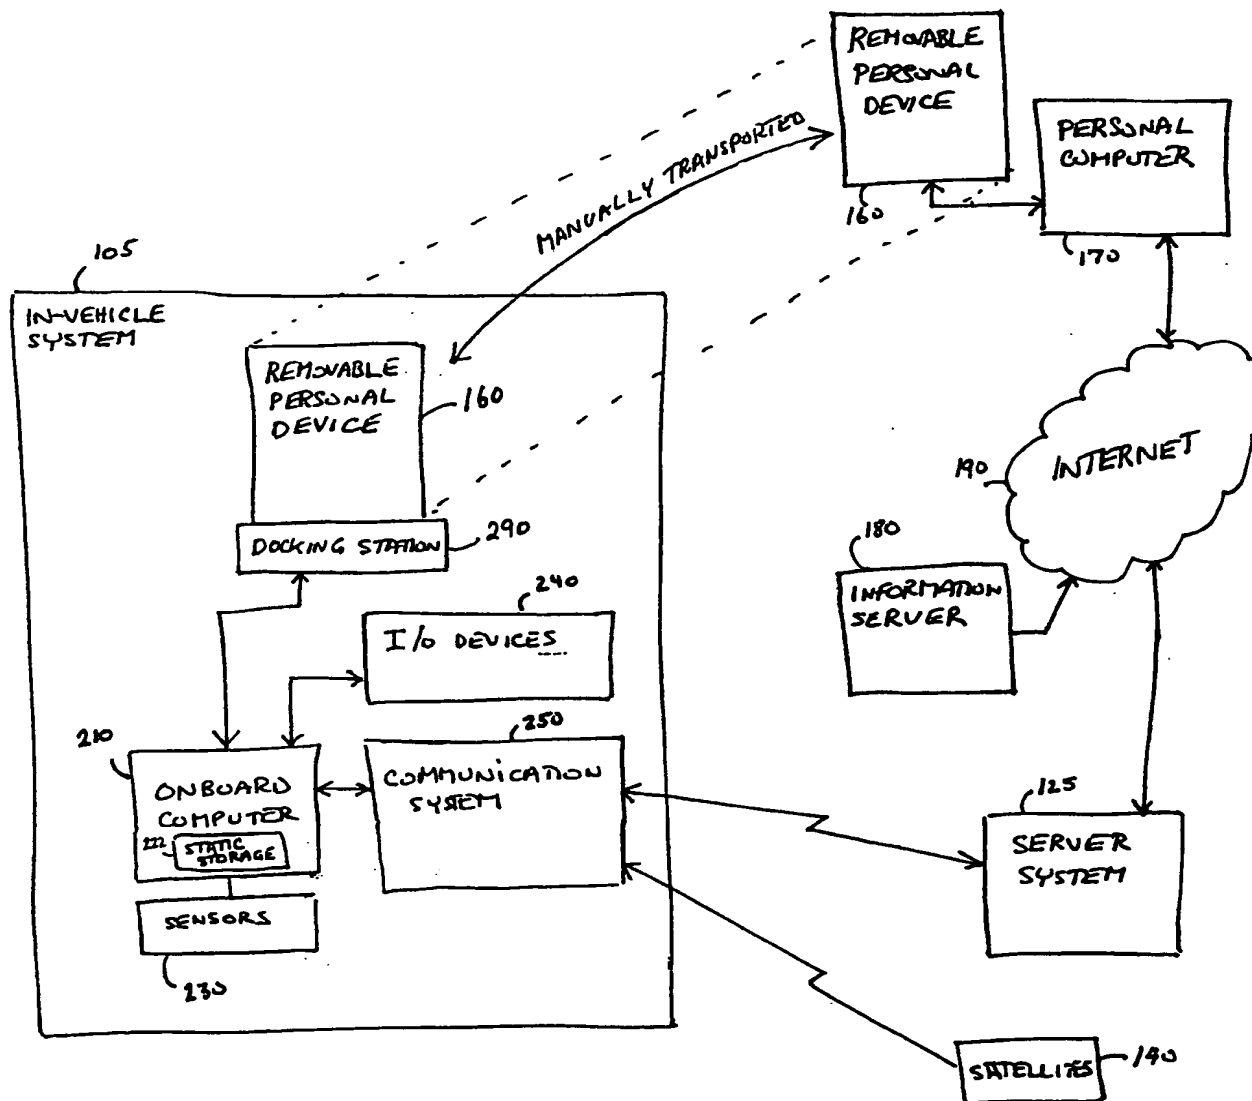 REMOVABLE
PERSONAL
DEVICE
160
PERSONAL
COMPUTER
170
MANUALLY TRANSPORTED
105
IN-VEHICLE
SYSTEM
REMOVABLE
PERSONAL
DEVICE
160
DOCKING STATION
290
190
INTERNET
180
INFORMATION
SERVER
240
I/O DEVICES
210
ONBOARD
COMPUTER
222
STATIC
STORAGE
250
COMMUNICATION
SYSTEM
SENSORS
230
125
SERVER
SYSTEM
SATELLITES
140